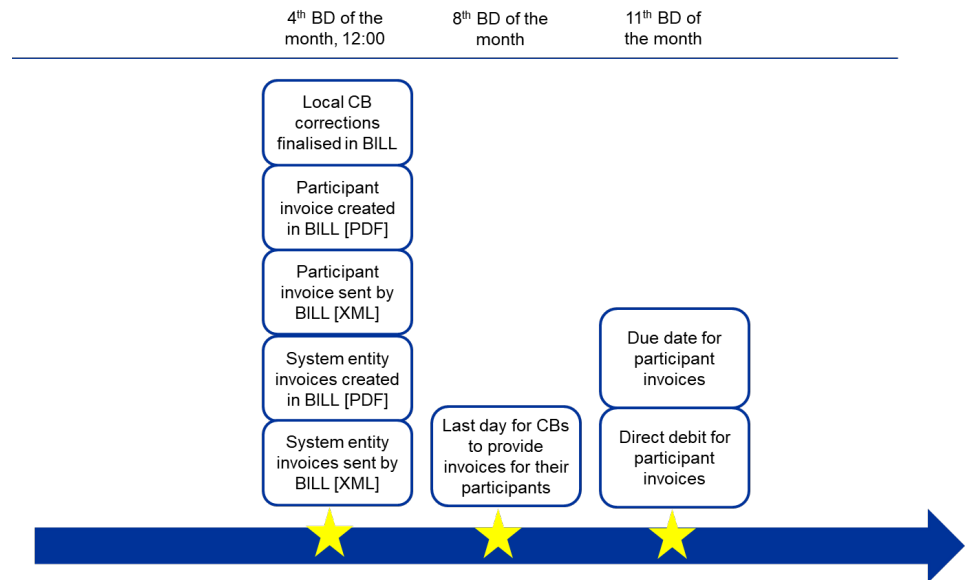 4th BD of the
month, 12:00
8th BD of the
month
11th BD of
the month
Local CB
corrections
finalised in BILL
Participant
invoice created
in BILL [PDF]
Participant
invoice sent by
BILL [XML]
System entity
invoices created
in BILL [PDF]
System entity
invoices sent by
BILL [XML]
Last day for CBs
to provide
invoices for their
participants
Due date for
participant
invoices
Direct debit for
participant
invoices